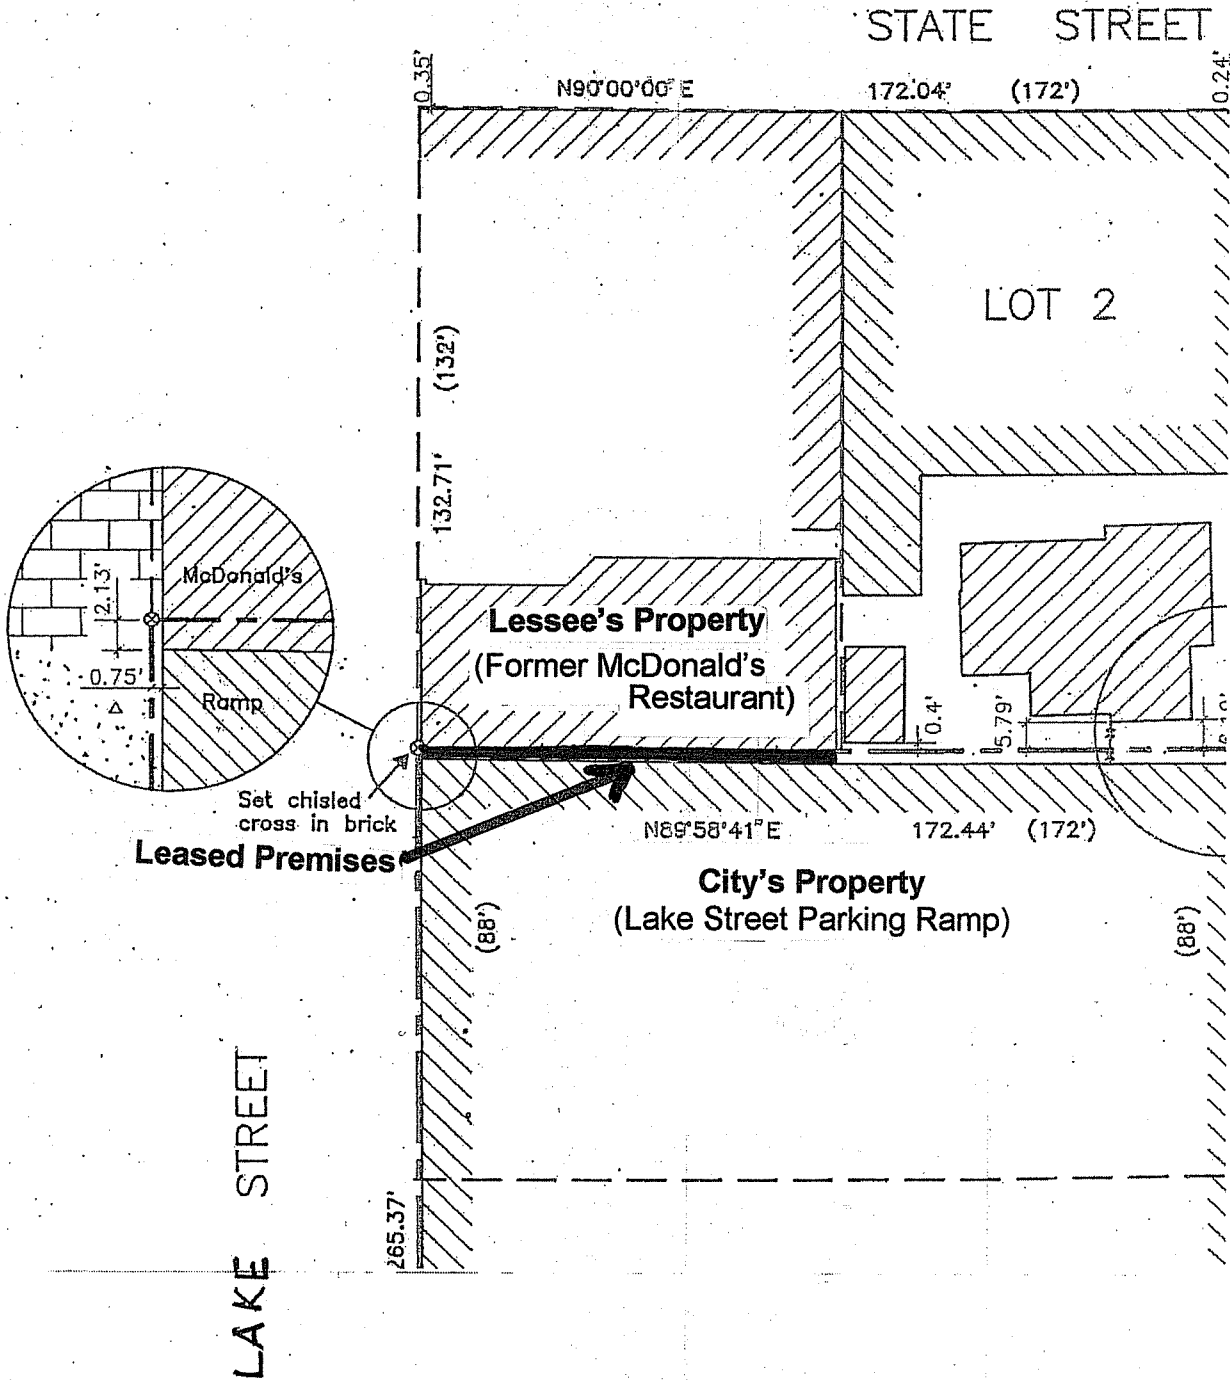 STATE STREET
0.35'
N90°00'00" E
172.04' (172')
0.24'
LOT 2
(132')
132.71'
McDonald's
2.13'
0.75'
Ramp
Lessee's Property
(Former McDonald's
Restaurant)
0.4'
5.79'
Set chisled
cross in brick
N89°58'41" E
172.44' (172')
Leased Premises
City's Property
(Lake Street Parking Ramp)
(88')
(88')
265.37'
LAKE STREET